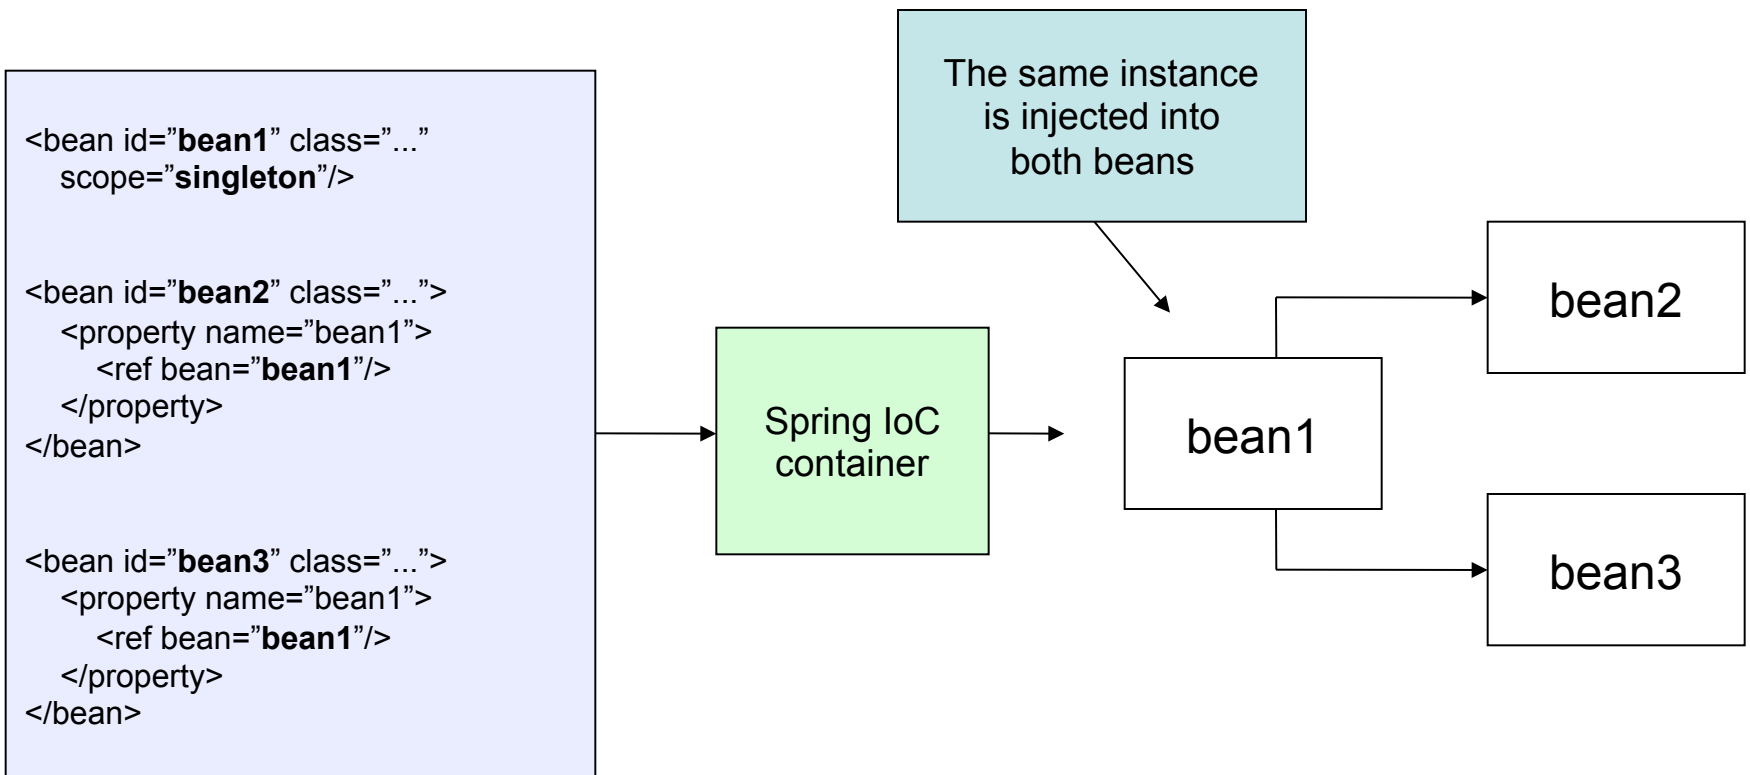 <bean id=”bean1” class=”...”
scope=”singleton”/>
<bean id=”bean2” class=”...”>
<property name=”bean1”>
<ref bean=”bean1”/>
</property>
</bean>
<bean id=”bean3” class=”...”>
<property name=”bean1”>
<ref bean=”bean1”/>
</property>
</bean>
Spring IoC
container
The same instance
is injected into
both beans
bean1
bean2
bean3